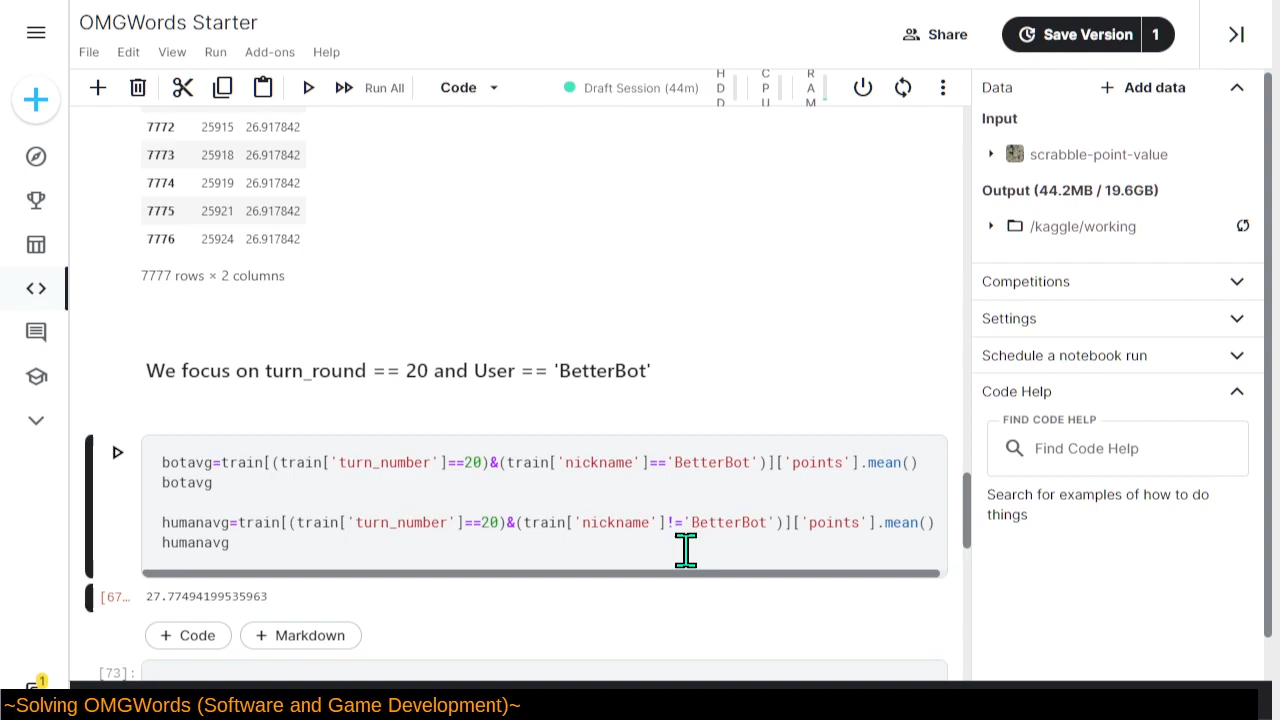 OMGWords Starter
File Edit View Run Add-ons Help
Share
Save Version 1
Run All
Code
Draft Session (44m)
HDD
CPU
RAM
7772 25915 26.917842
7773 25918 26.917842
7774 25919 26.917842
7775 25921 26.917842
7776 25924 26.917842
7777 rows × 2 columns
We focus on turn_round == 20 and User == 'BetterBot'
botavg=train[(train['turn_number']==20)&(train['nickname']=='BetterBot')]['points'].mean()
botavg
humanavg=train[(train['turn_number']==20)&(train['nickname']!='BetterBot')]['points'].mean()
humanavg
[67… 27.77494199535963
+ Code + Markdown
[73]:
Data
+ Add data
Input
scrabble-point-value
Output (44.2MB / 19.6GB)
/kaggle/working
Competitions
Settings
Schedule a notebook run
Code Help
FIND CODE HELP
Find Code Help
Search for examples of how to do
things
1
~Solving OMGWords (Software and Game Development)~